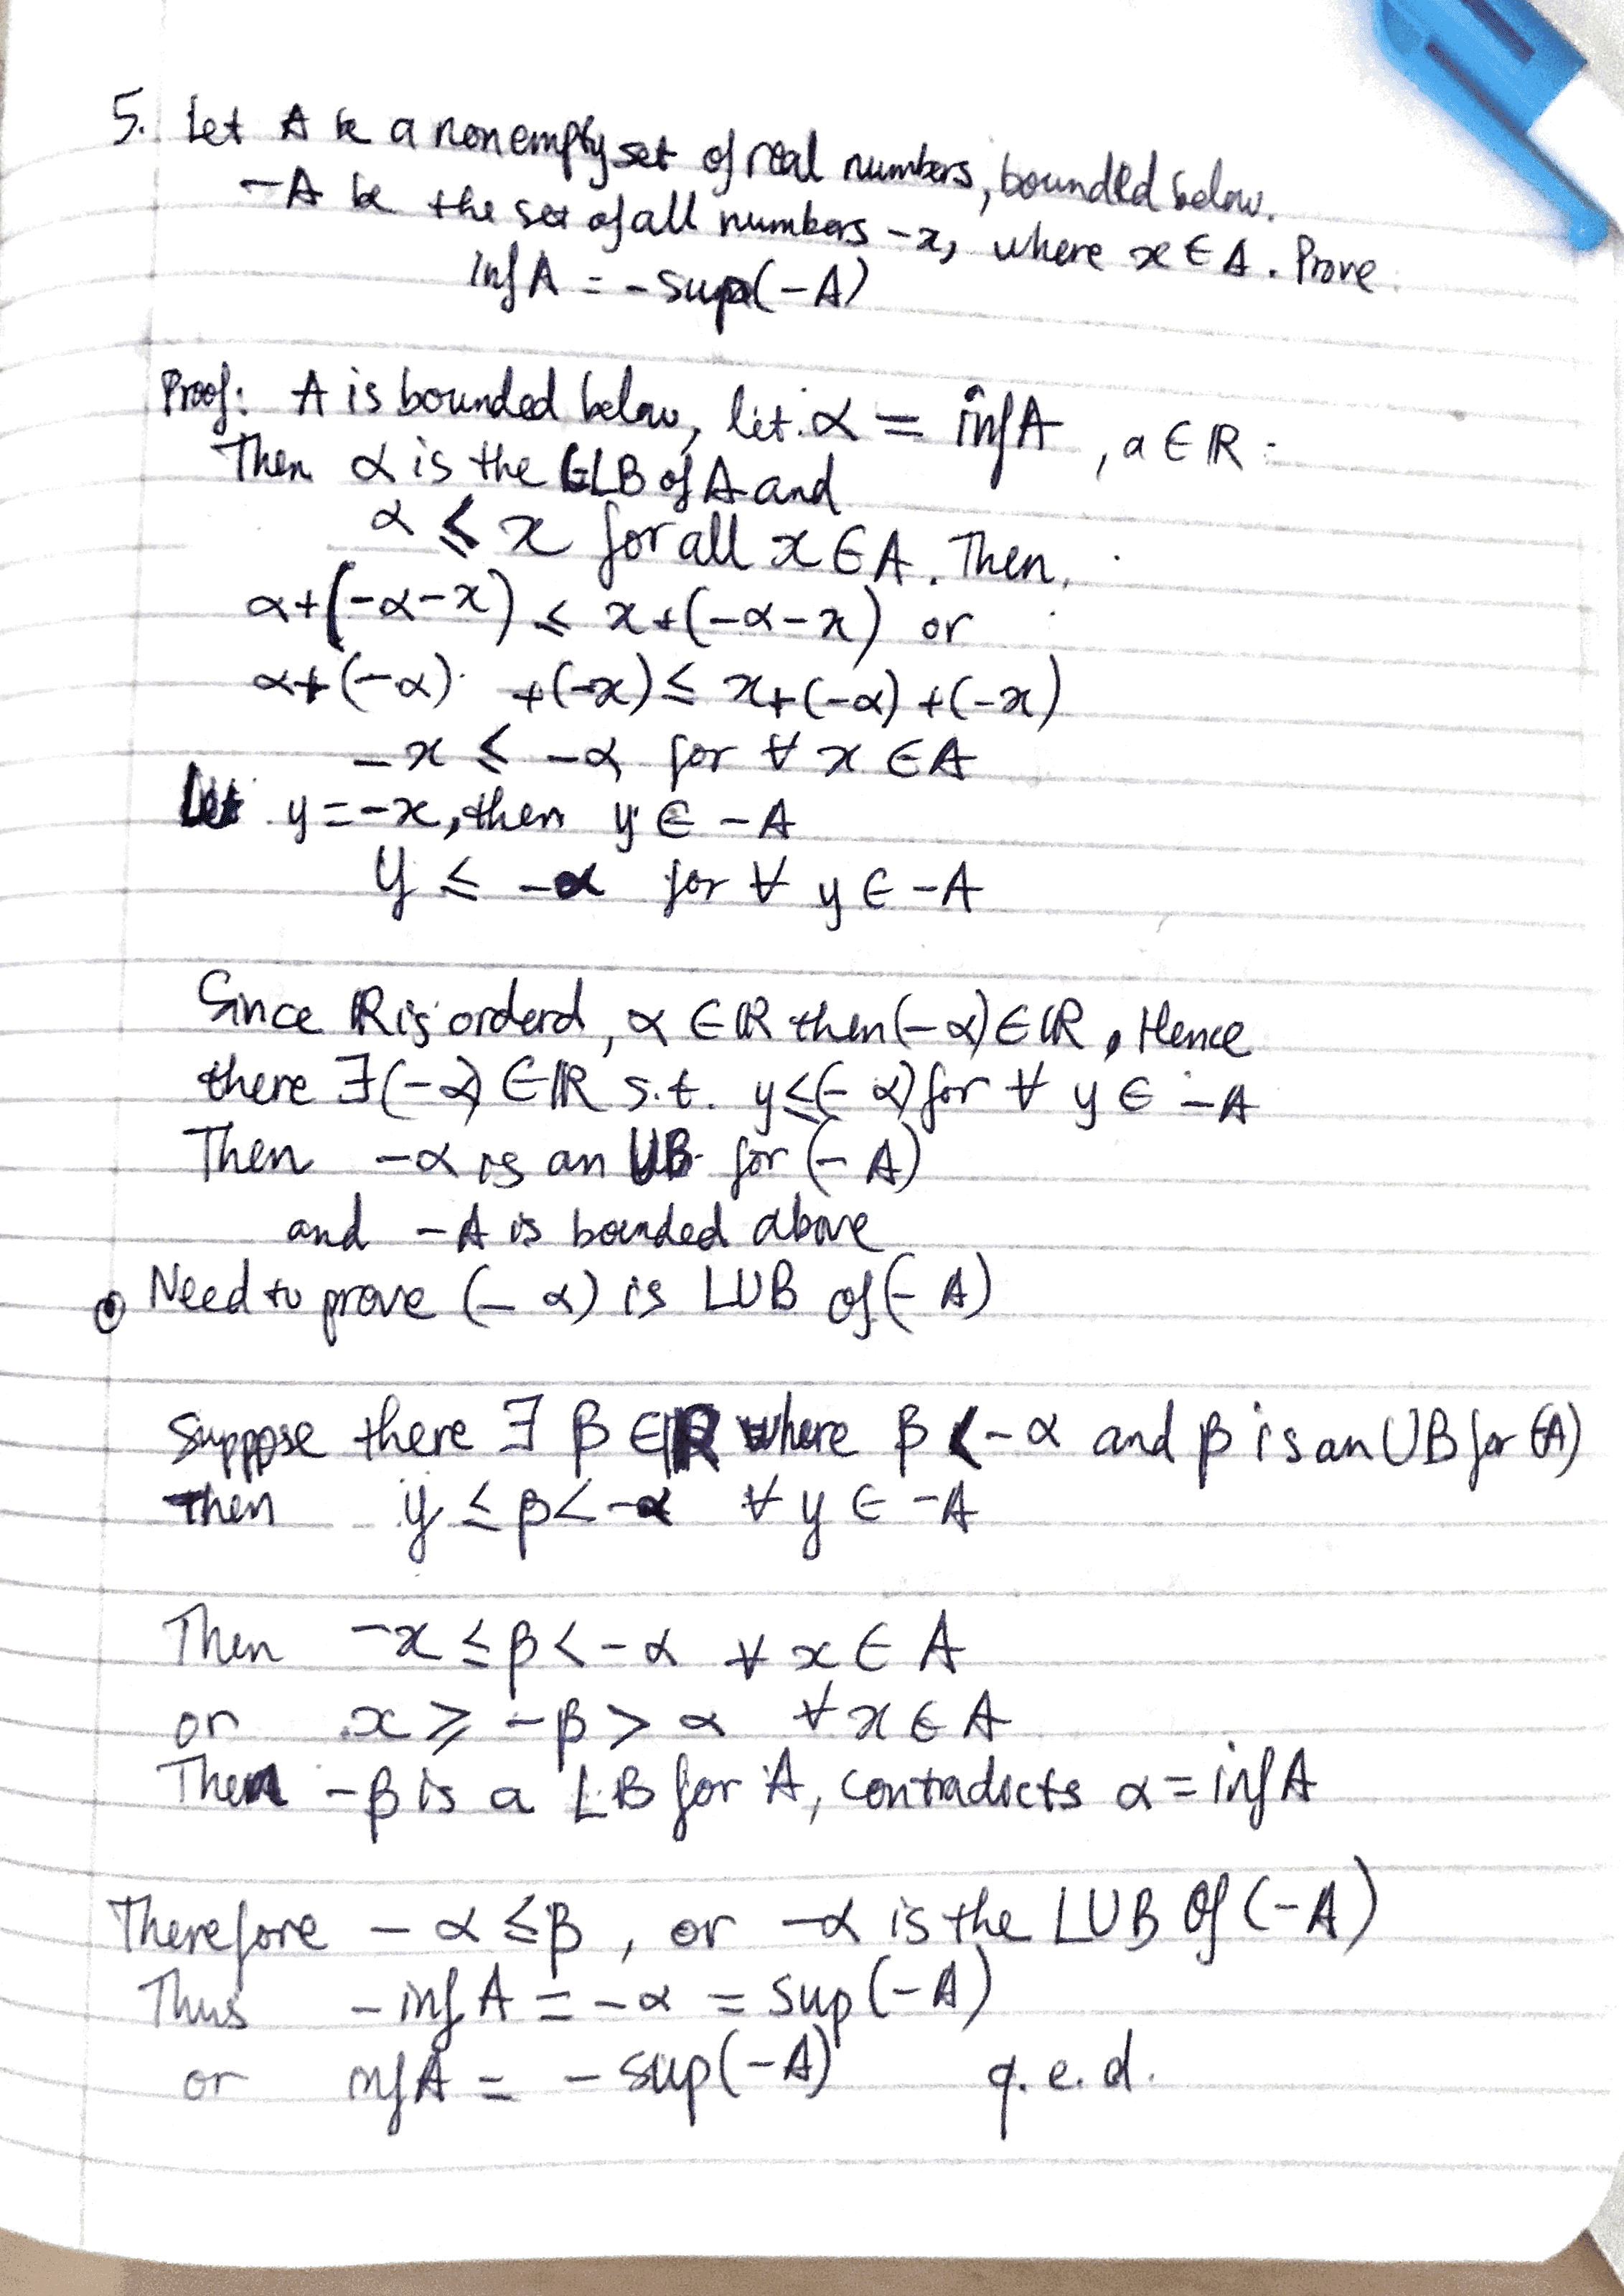 5. Let A be a nonempty set of real numbers, bounded below.
-A be the set of all numbers -x, where x ∈ A. Prove
inf A = - sup(-A)
Proof: A is bounded below, let α = inf A, a ∈ ℝ
Then α is the GLB of A and
α ≤ x for all x ∈ A. Then,
α+(-α-x) ≤ x+(-α-x) or
α+(-α) +(-x) ≤ x+(-α)+(-x)
-x ≤ -α for ∀ x ∈ A
Let y=-x, then y ∈ -A
y ≤ -α for ∀ y ∈ -A
Since ℝ is orderd, α ∈ ℝ then (-α) ∈ ℝ, Hence
there ∃ (-α) ∈ ℝ s.t. y ≤ (-α) for ∀ y ∈ -A
Then -α is an UB for (-A)
and -A is bounded above
Need to prove (-α) is LUB of (-A)
Suppose there ∃ β ∈ ℝ where β < -α and β is an UB for (-A)
Then y ≤ β < -α ∀ y ∈ -A
Then -x ≤ β < -α ∀ x ∈ A
or x ≥ -β > α ∀ x ∈ A
Then -β is a LB for A, contradicts α = inf A
Therefore -α ≤ β, or -α is the LUB of (-A)
Thus - inf A = -α = sup(-A)
or inf A = - sup(-A) q.e.d.